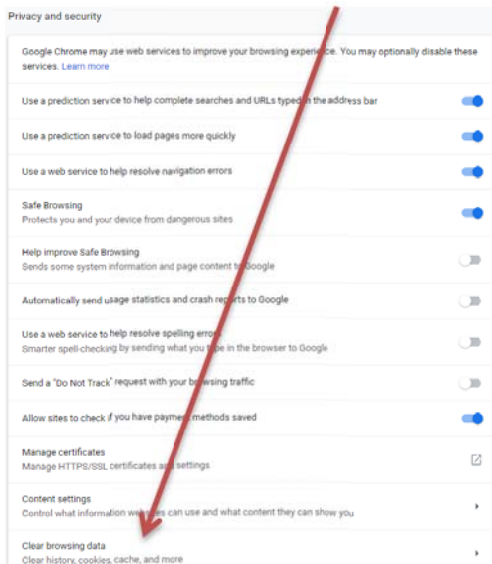 Privacy and security
Google Chrome may use web services to improve your browsing experience. You may optionally disable these
services. Learn more
Use a prediction service to help complete searches and URLs typed in the address bar
Use a prediction service to load pages more quickly
Use a web service to help resolve navigation errors
Safe Browsing
Protects you and your device from dangerous sites
Help improve Safe Browsing
Sends some system information and page content to Google
Automatically send usage statistics and crash reports to Google
Use a web service to help resolve spelling errors
Smarter spell-checking by sending what you type in the browser to Google
Send a "Do Not Track" request with your browsing traffic
Allow sites to check if you have payment methods saved
Manage certificates
Manage HTTPS/SSL certificates and settings
Content settings
Control what information websites can use and what content they can show you
Clear browsing data
Clear history, cookies, cache, and more